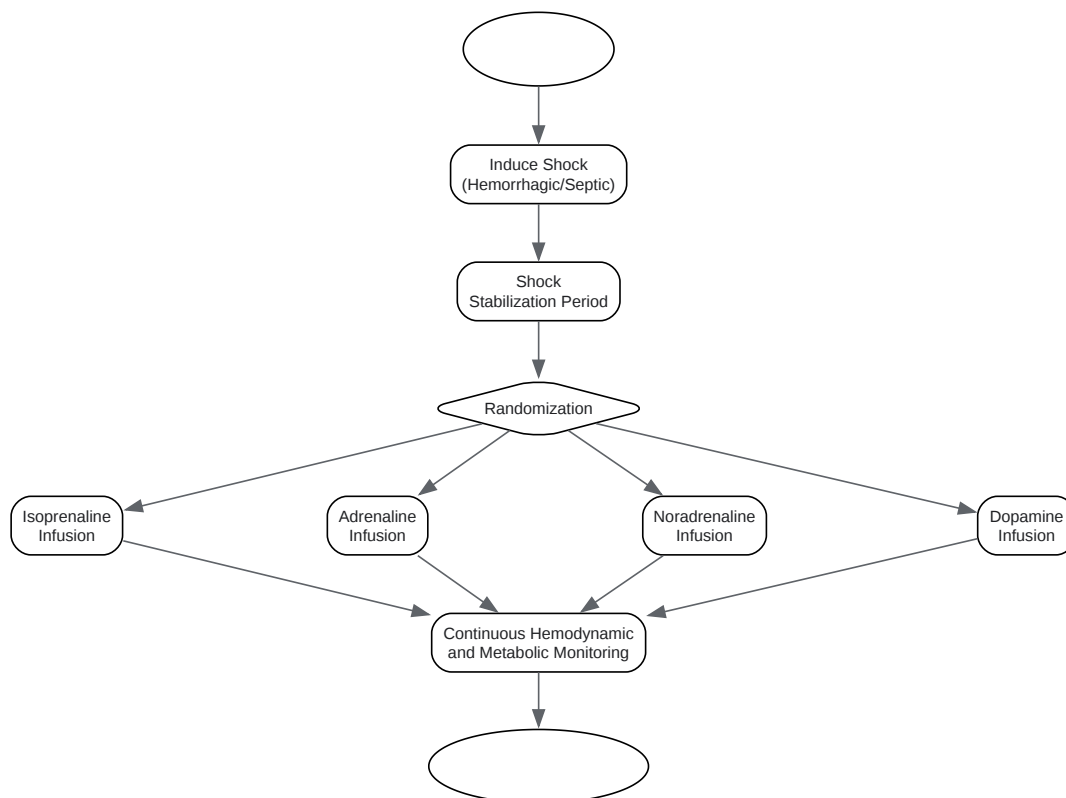 Induce Shock
(Hemorrhagic/Septic)
Shock
Stabilization Period
Randomization
Isoprenaline
Infusion
Adrenaline
Infusion
Noradrenaline
Infusion
Dopamine
Infusion
Continuous Hemodynamic
and Metabolic Monitoring